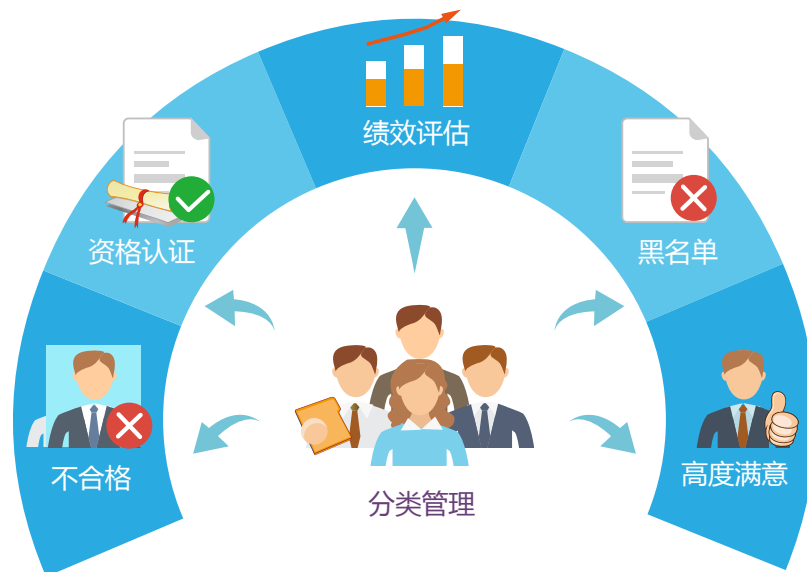 绩效评估
资格认证
黑名单
不合格
高度满意
分类管理